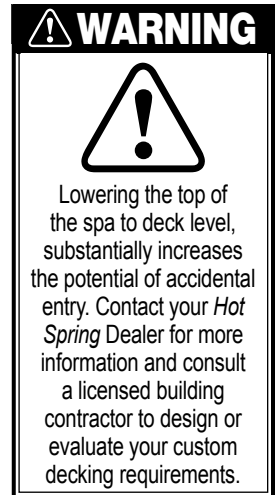 WARNING
Lowering the top of
the spa to deck level,
substantially increases
the potential of accidental
entry. Contact your Hot
Spring Dealer for more
information and consult
a licensed building
contractor to design or
evaluate your custom
decking requirements.